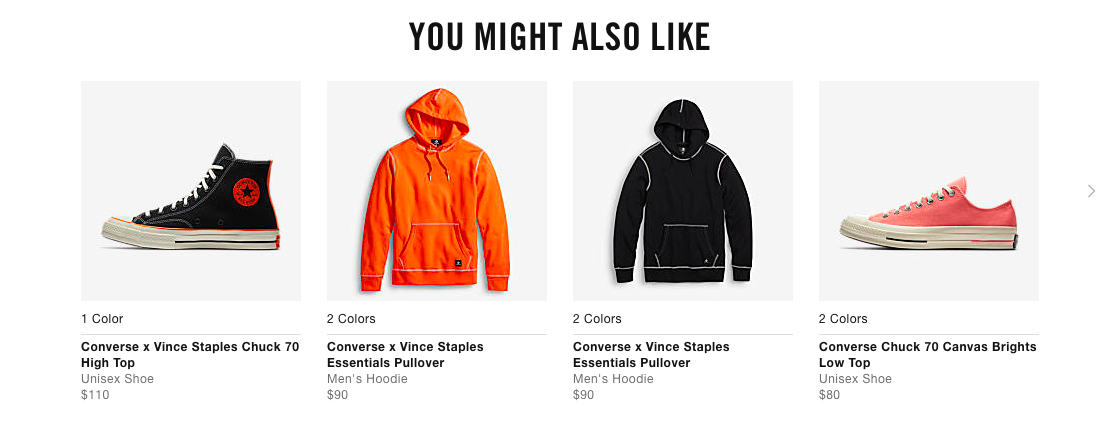 YOU MIGHT ALSO LIKE
1 Color
Converse x Vince Staples Chuck 70
High Top
Unisex Shoe
$110
2 Colors
Converse x Vince Staples
Essentials Pullover
Men's Hoodie
$90
2 Colors
Converse x Vince Staples
Essentials Pullover
Men's Hoodie
$90
2 Colors
Converse Chuck 70 Canvas Brights
Low Top
Unisex Shoe
$80